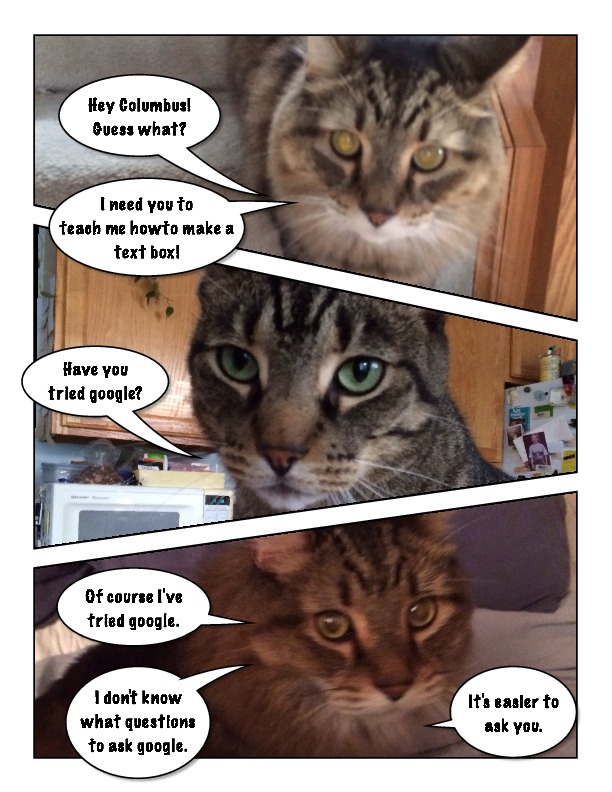 Hey Columbus!
Guess what?
I need you to
teach me howto make a
text box!
Have you
tried google?
Of course I've
tried google.
I don't know
what questions
to ask google.
It's easier to
ask you.